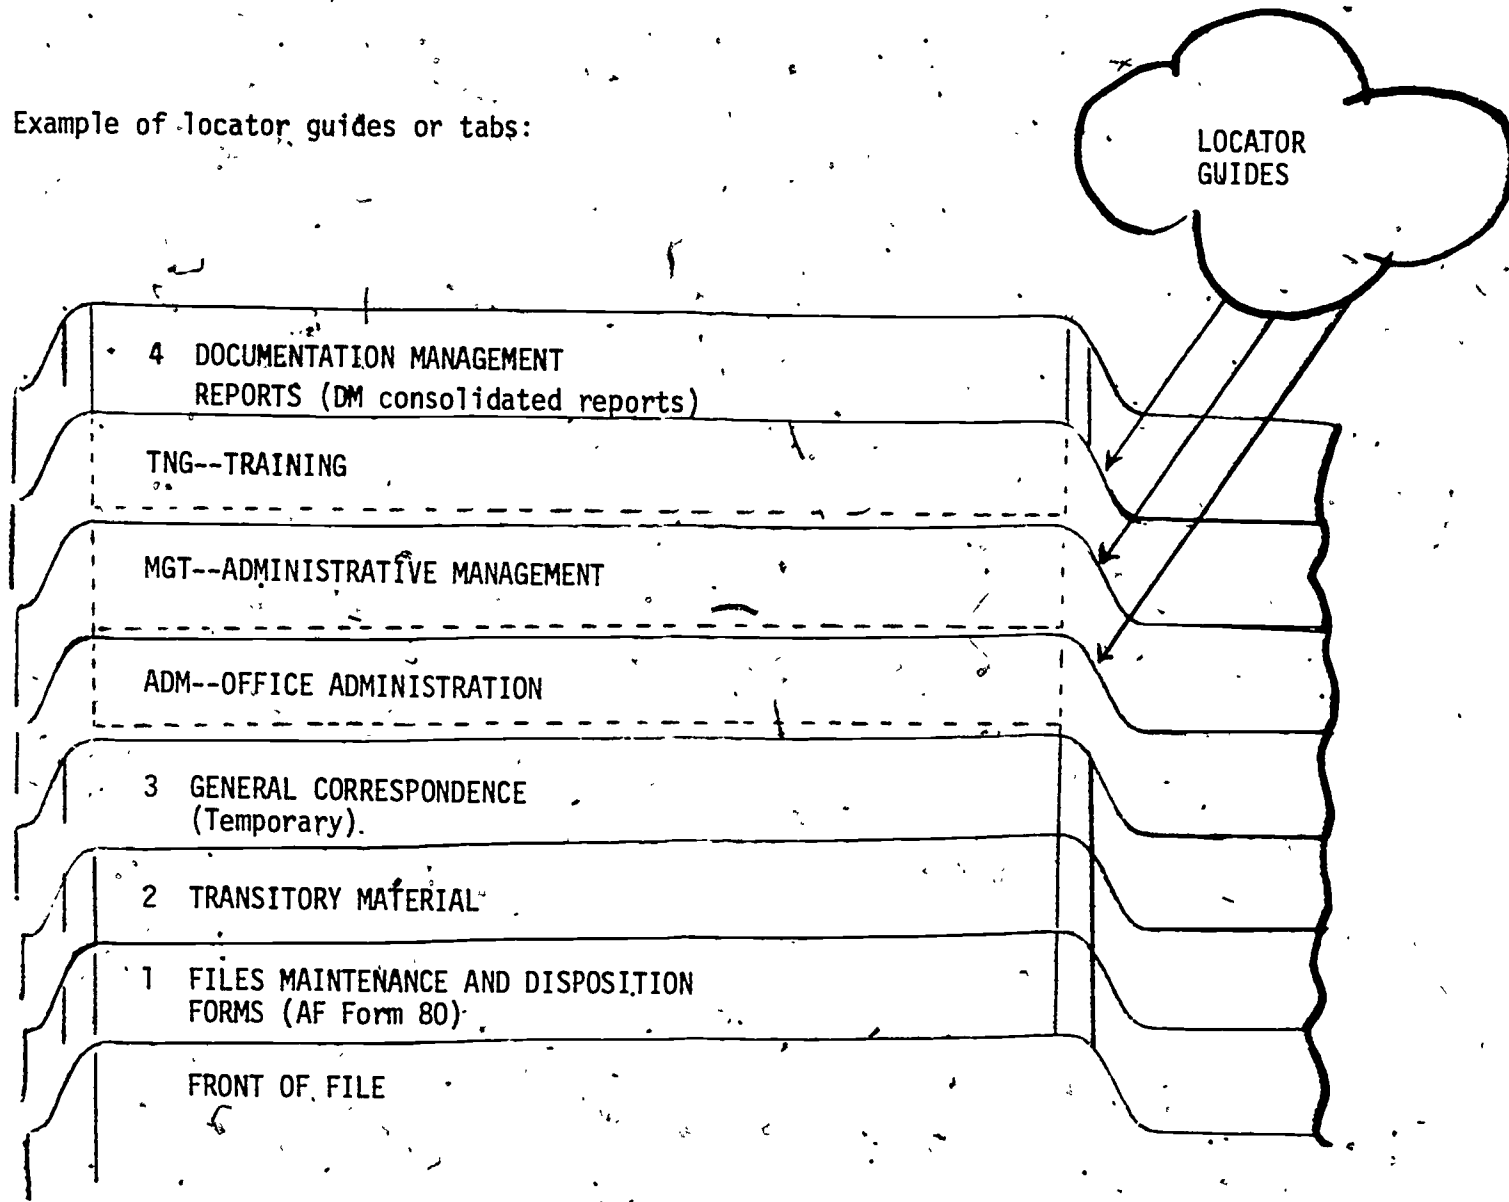 Example of locator guides or tabs:
LOCATOR
GUIDES
4 DOCUMENTATION MANAGEMENT
REPORTS (DM consolidated reports)
TNG--TRAINING
MGT--ADMINISTRATIVE MANAGEMENT
ADM--OFFICE ADMINISTRATION
3 GENERAL CORRESPONDENCE
(Temporary).
2 TRANSITORY MATERIAL
1 FILES MAINTENANCE AND DISPOSITION
FORMS (AF Form 80)
FRONT OF FILE